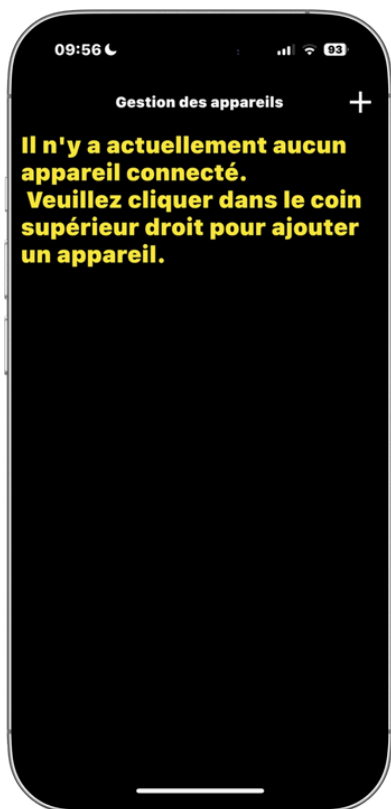 09:56
93
Gestion des appareils
Il n'y a actuellement aucun
appareil connecté.
Veuillez cliquer dans le coin
supérieur droit pour ajouter
un appareil.